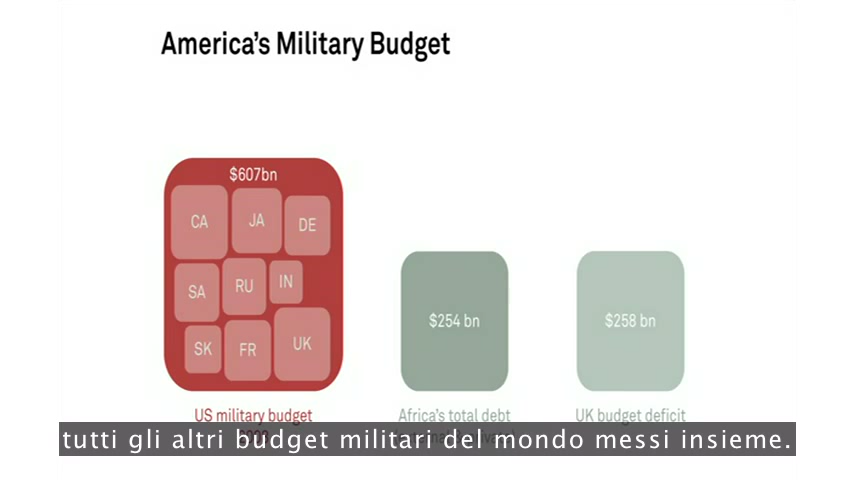 America's Military Budget
$607bn
CA JA DE
SA RU IN
SK FR UK
$254 bn
$258 bn
US military budget
Africa's total debt
UK budget deficit
tutti gli altri budget militari del mondo messi insieme.